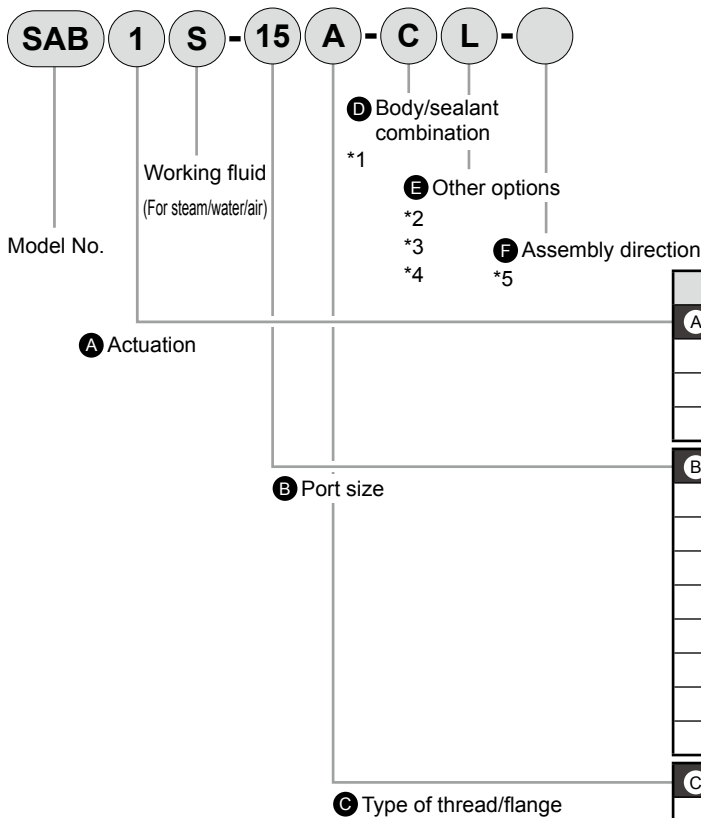 SAB 1 S - 15 A - C L -
D Body/sealant
combination
*1
Working fluid
(For steam/water/air)
E Other options
*2
*3
*4
Model No.
F Assembly direction
*5
A
A Actuation
B
B Port size
C
C Type of thread/flange